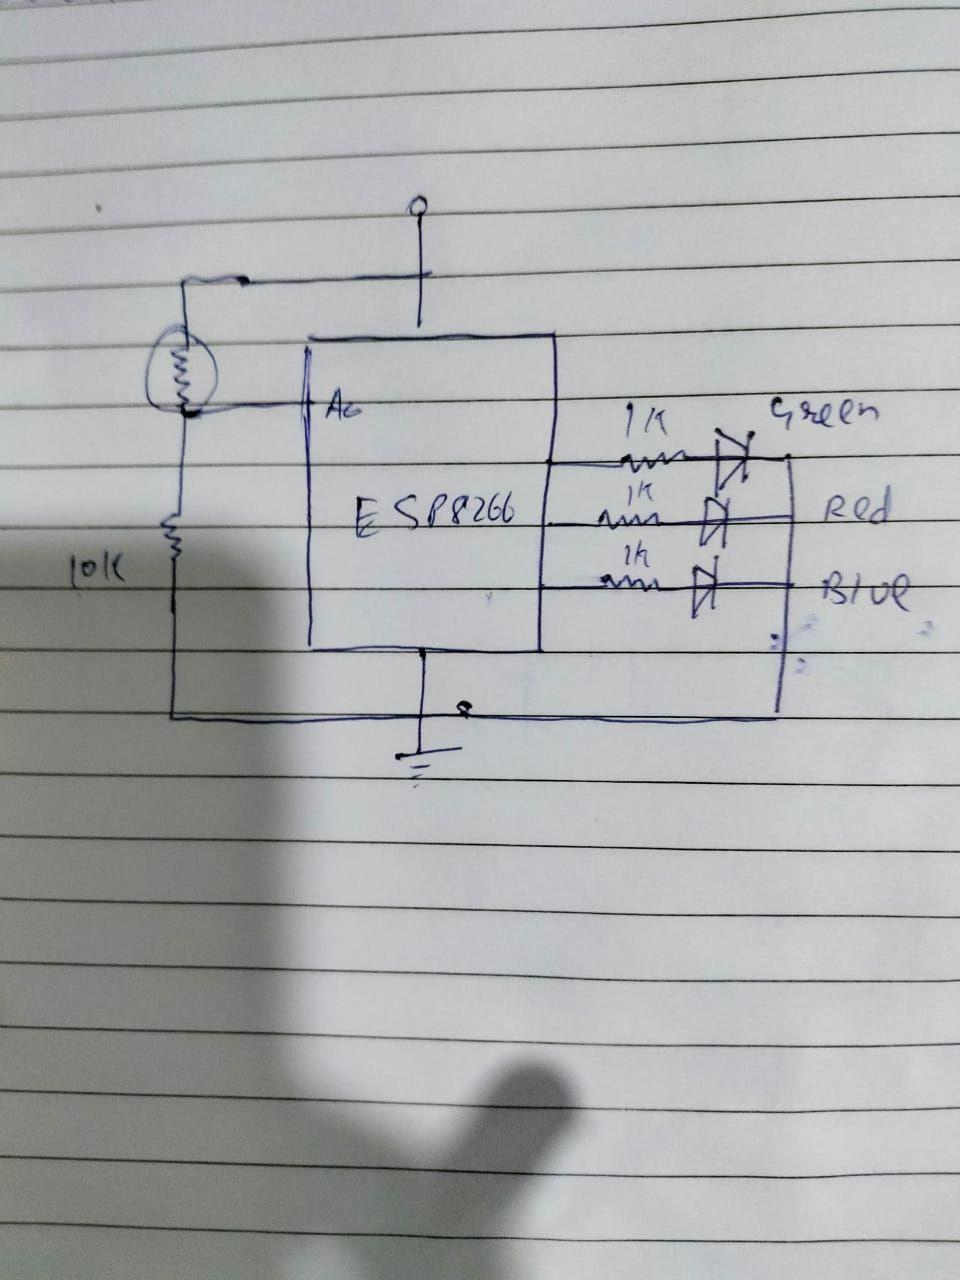 1K Green
A0
1K Red
ESP8266
1K
10K Blue